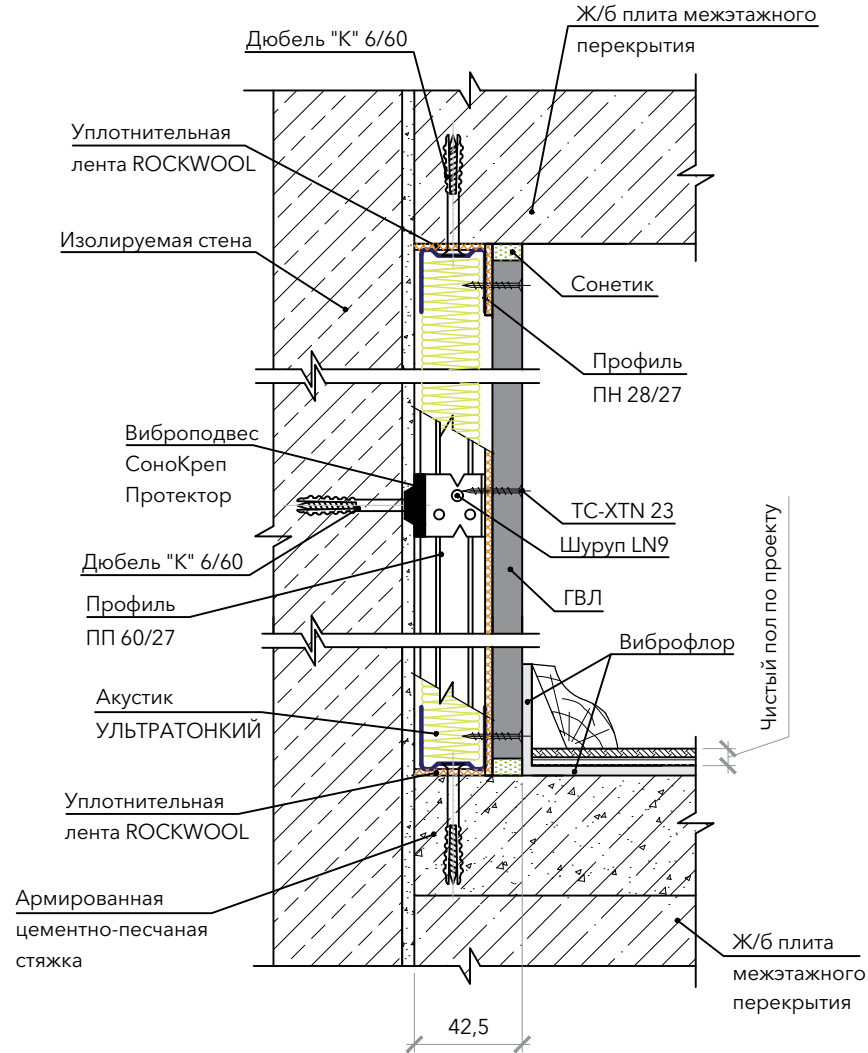 Дюбель "К" 6/60
Ж/б плита межэтажного
перекрытия
Уплотнительная
лента ROCKWOOL
Изолируемая стена
Сонетик
Профиль
ПН 28/27
Виброподвес
СоноКреп
Протектор
ТС-XTN 23
Шуруп LN9
Дюбель "К" 6/60
Профиль
ПП 60/27
ГВЛ
Виброфлор
Чистый пол по проекту
Акустик
УЛЬТРАТОНКИЙ
Уплотнительная
лента ROCKWOOL
Армированная
цементно-песчаная
стяжка
Ж/б плита
межэтажного
перекрытия
42,5